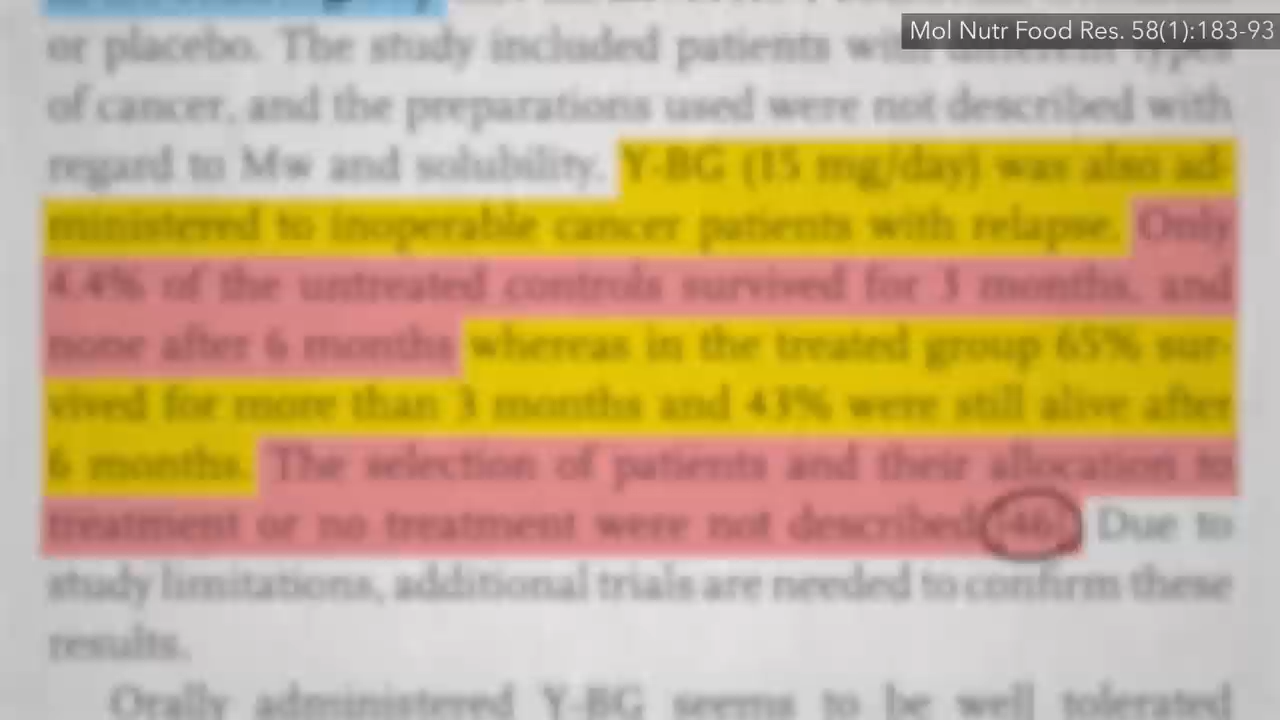 Mol Nutr Food Res. 58(1):183-93
or placebo. The study included patients with different types
of cancer, and the preparations used were not described with
regard to Mw and solubility. Y-BG (15 mg/day) was also ad-
ministered to inoperable cancer patients with relapse. Only
4.4% of the untreated controls survived for 3 months, and
none after 6 months whereas in the treated group 65% sur-
vived for more than 3 months and 43% were still alive after
6 months. The selection of patients and their allocation to
treatment or no treatment were not described 46. Due to
study limitations, additional trials are needed to confirm these
results.
Orally administered Y-BG seems to be well tolerated